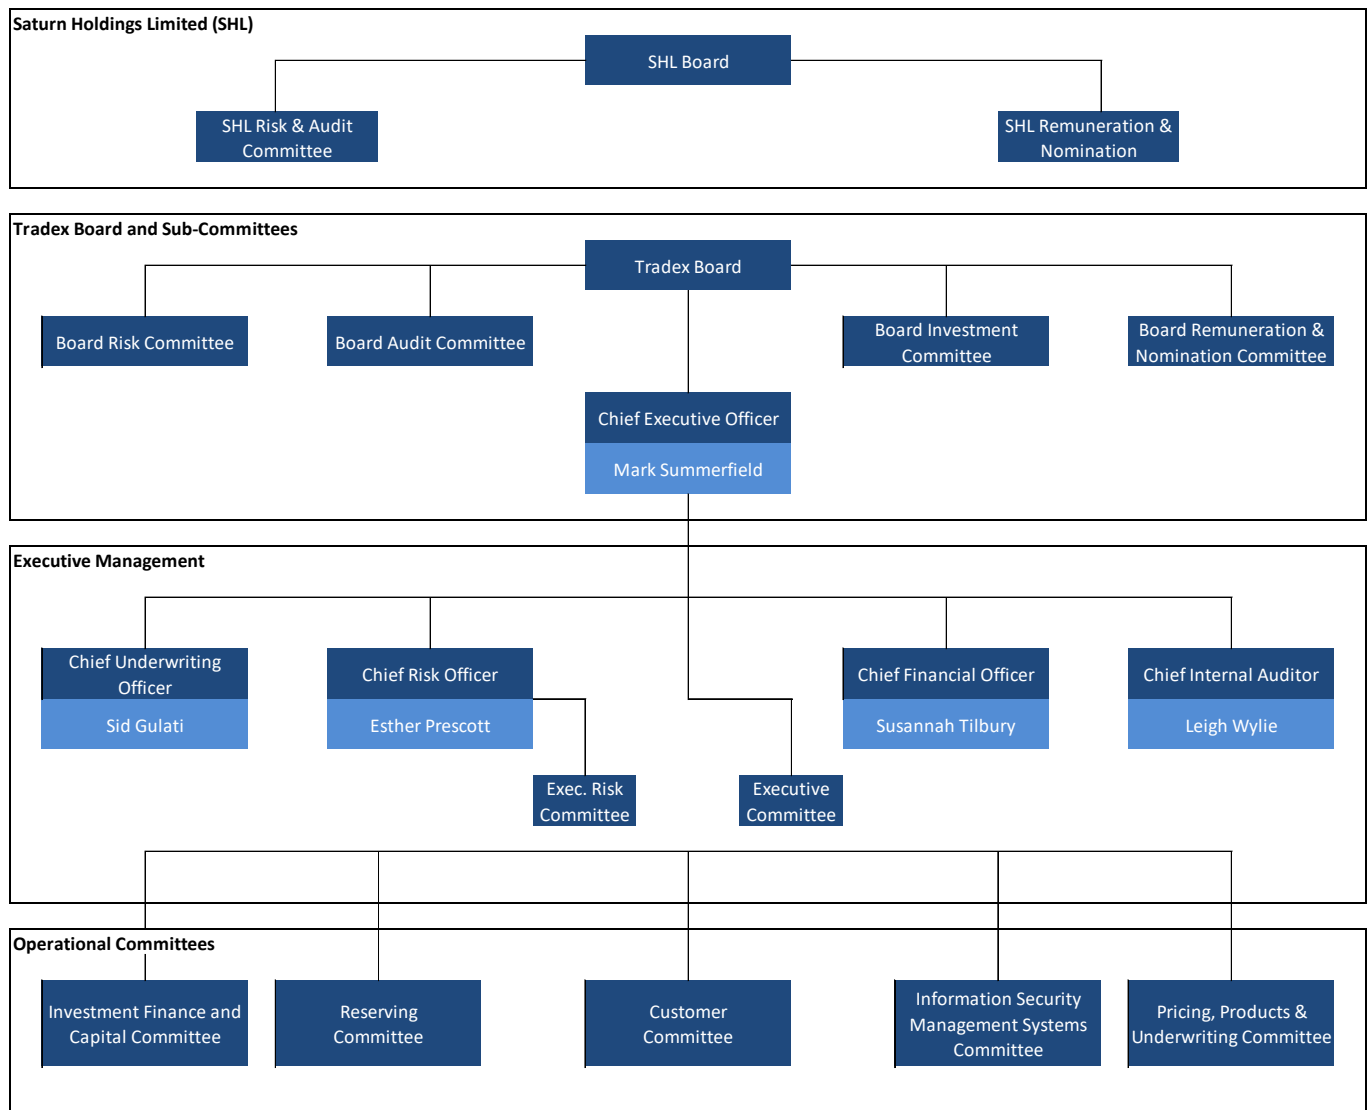 Saturn Holdings Limited (SHL)
SHL Board
SHL Risk & Audit
Committee
SHL Remuneration &
Nomination
Tradex Board and Sub-Committees
Tradex Board
Board Risk Committee
Board Audit Committee
Board Investment
Committee
Board Remuneration &
Nomination Committee
Chief Executive Officer
Mark Summerfield
Executive Management
Chief Underwriting
Officer
Sid Gulati
Chief Risk Officer
Esther Prescott
Chief Financial Officer
Susannah Tilbury
Chief Internal Auditor
Leigh Wylie
Exec. Risk
Committee
Executive
Committee
Operational Committees
Investment Finance and
Capital Committee
Reserving
Committee
Customer
Committee
Information Security
Management Systems
Committee
Pricing, Products &
Underwriting Committee